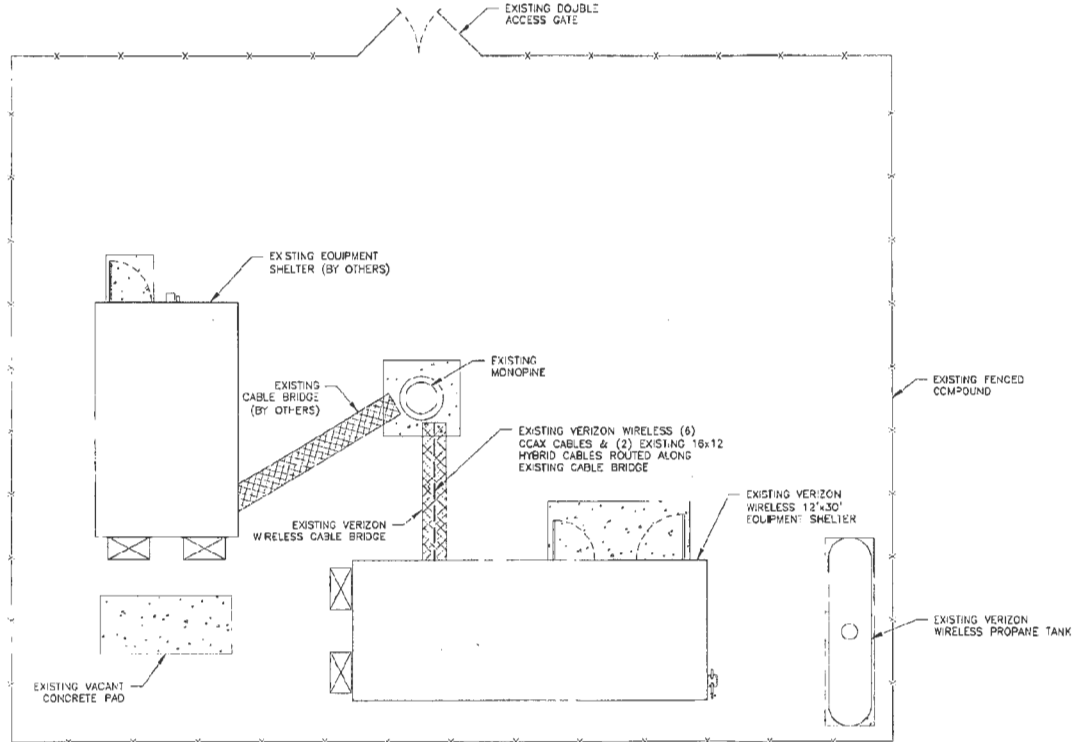 EXISTING DOUBLE
ACCESS GATE
EXISTING EQUIPMENT
SHELTER (BY OTHERS)
EXISTING
MONOPINE
EXISTING
CABLE BRIDGE
(BY OTHERS)
EXISTING FENCED
COMPOUND
EXISTING VERIZON WIRELESS (6)
COAX CABLES & (2) EXISTING 16x12
HYBRID CABLES ROUTED ALONG
EXISTING CABLE BRIDGE
EXISTING VERIZON
WIRELESS 12'x30'
EQUIPMENT SHELTER
EXISTING VERIZON
WIRELESS CABLE BRIDGE
EXISTING VERIZON
WIRELESS PROPANE TANK
EXISTING VACANT
CONCRETE PAD